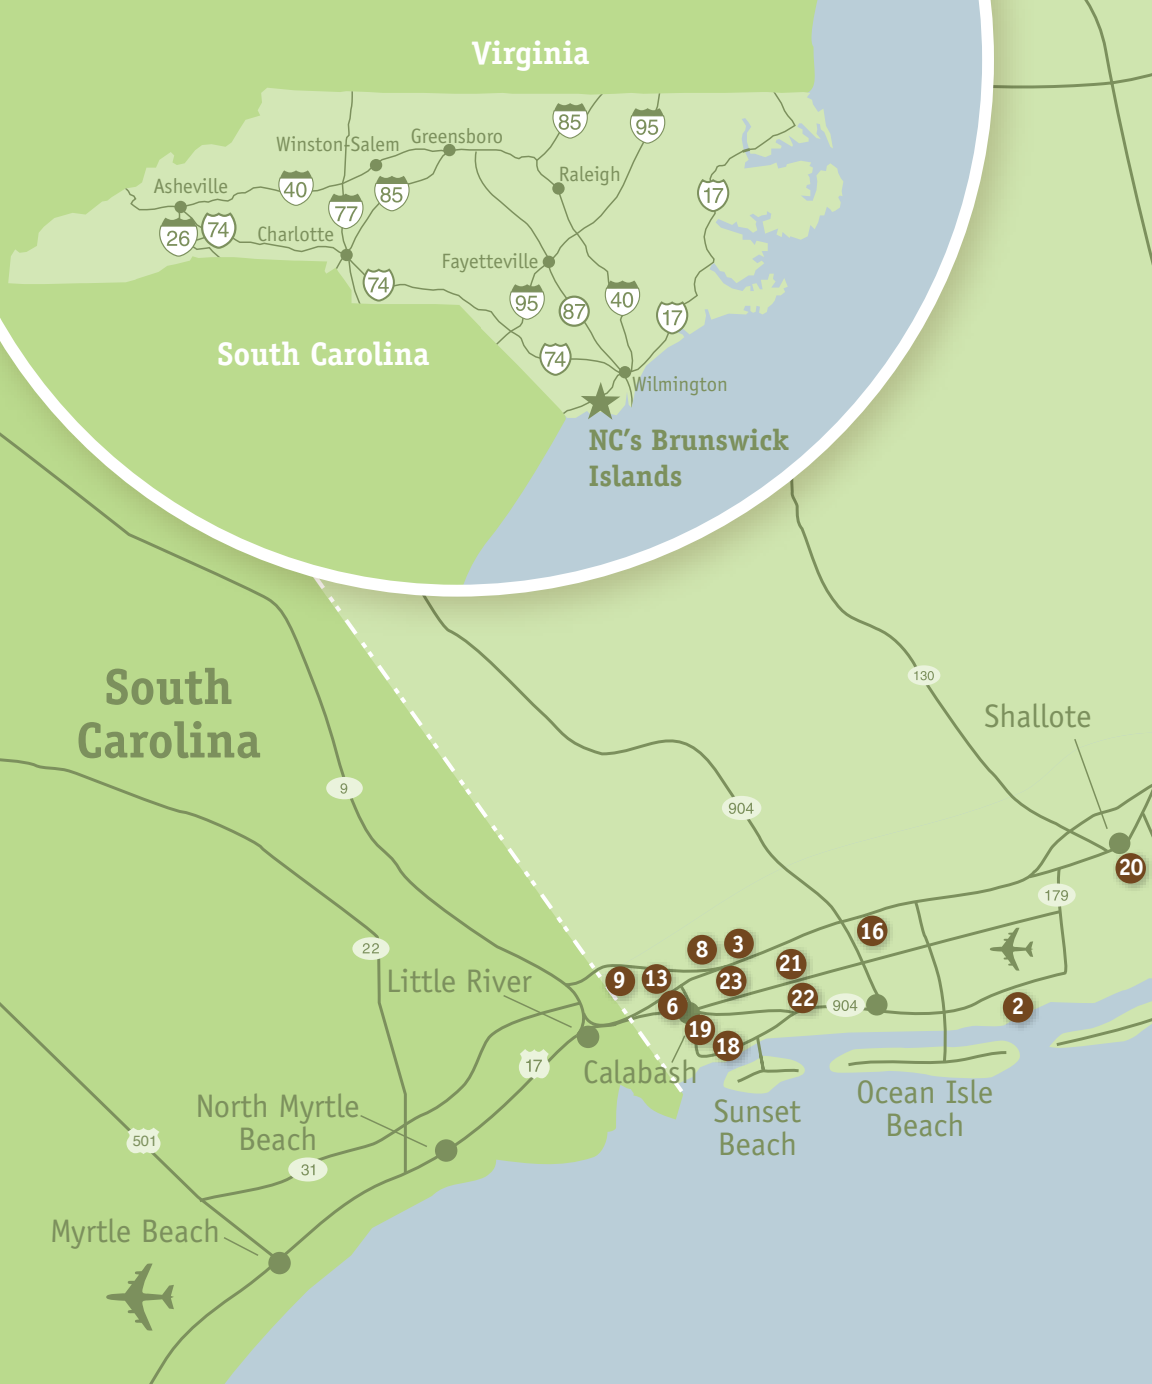 Virginia
85
95
Winston-Salem
Greensboro
Raleigh
Asheville
40
85
17
77
26
74
Charlotte
Fayetteville
74
95
87
40
17
South Carolina
74
Wilmington
NC's Brunswick
Islands
South
Carolina
130
Shallote
9
904
20
179
16
22
8
3
21
Little River
9
13
23
6
22
904
2
19
18
17
Calabash
North Myrtle
Beach
Sunset
Beach
Ocean Isle
Beach
501
31
Myrtle Beach